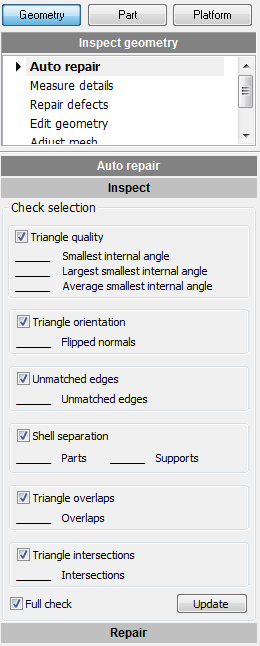 Geometry Part Platform
Inspect geometry
Auto repair
Measure details
Repair defects
Edit geometry
Adjust mesh
Auto repair
Inspect
Check selection
Triangle quality
Smallest internal angle
Largest smallest internal angle
Average smallest internal angle
Triangle orientation
Flipped normals
Unmatched edges
Unmatched edges
Shell separation
Parts Supports
Triangle overlaps
Overlaps
Triangle intersections
Intersections
Full check Update
Repair